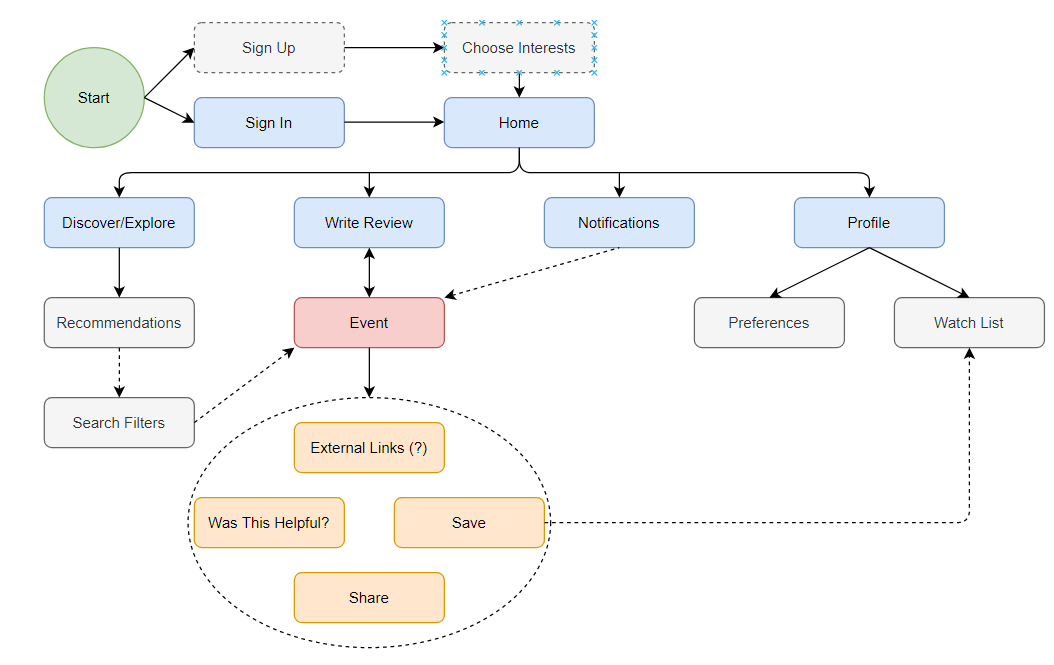 Sign Up
Choose Interests
Start
Sign In
Home
Discover/Explore
Write Review
Notifications
Profile
Recommendations
Event
Preferences
Watch List
Search Filters
External Links (?)
Was This Helpful?
Save
Share